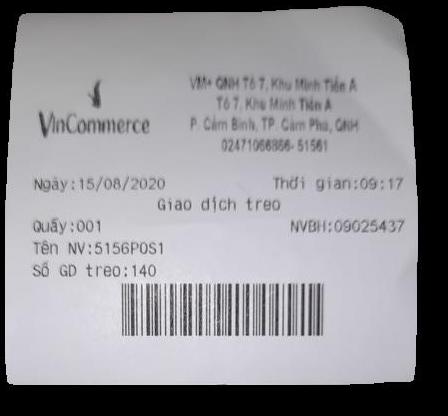 VinCommerce
VM+ QNH Tổ 7, Khu Minh Tiến A
Tổ 7, Khu Minh Tiến A
P. Cẩm Bình, TP. Cẩm Phả, QNH
02471066866-51561
Ngày:15/08/2020 Thời gian:09:17
Giao dịch treo
Quầy:001 NVBH:09025437
Tên NV:5156POS1
Số GD treo:140